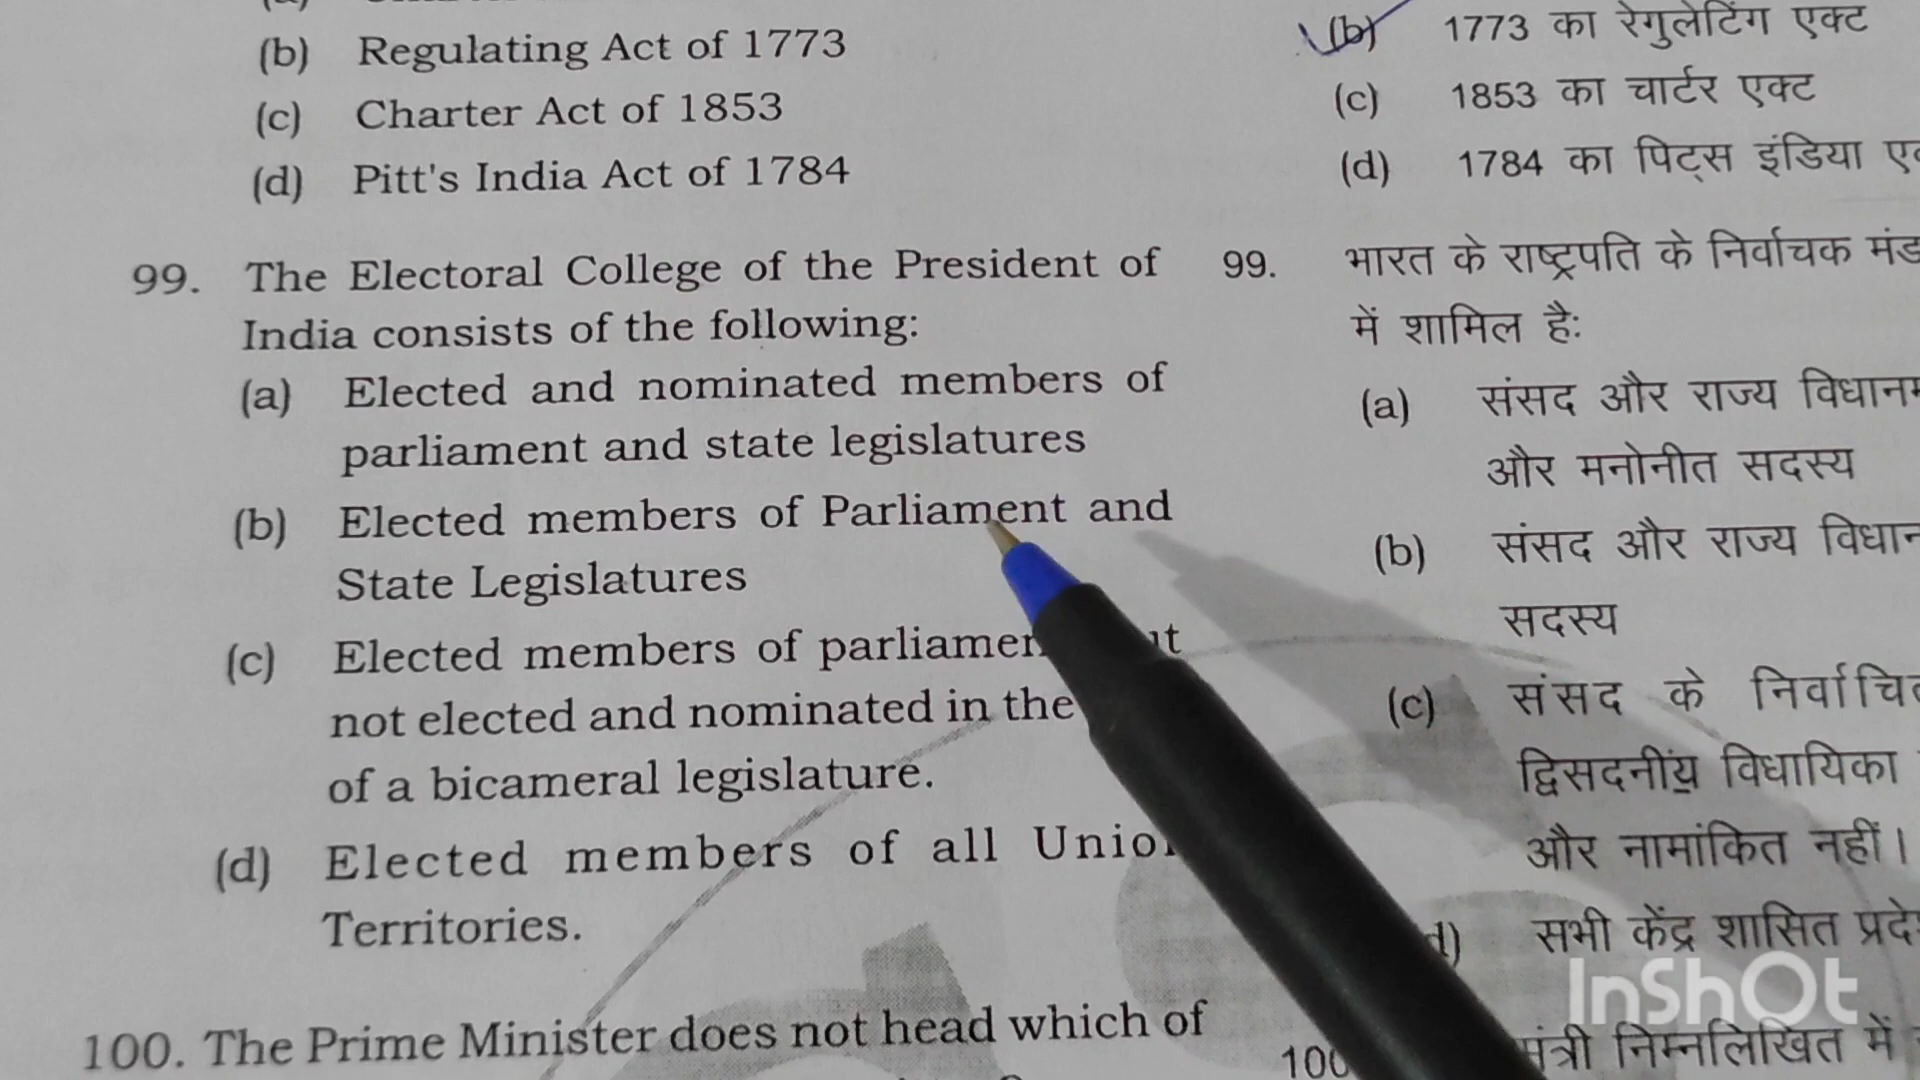 (b) Regulating Act of 1773
(c) Charter Act of 1853
(d) Pitt's India Act of 1784
99. The Electoral College of the President of
India consists of the following:
(a) Elected and nominated members of
parliament and state legislatures
(b) Elected members of Parliament and
State Legislatures
(c) Elected members of
not elected and nominated in the
of a bicameral legislature.
(d) Elected members of all
Territories.
100. The Prime Minister does not head which of
(b) 1773 का रेगुलेटिंग एक्ट
(c) 1853 का चार्टर एक्ट
(d) 1784 का पिट्स इंडिया
99. भारत के राष्ट्रपति के निर्वाचक
में शामिल है:
(a) संसद और राज्य
और मनोनीत सदस्य
(b) संसद और राज्य
सदस्य
(c) संसद के
द्विसदनीय विधायिका
और नामांकित नहीं।
सभी केंद्र शासित
निम्नलिखित में
InShOt